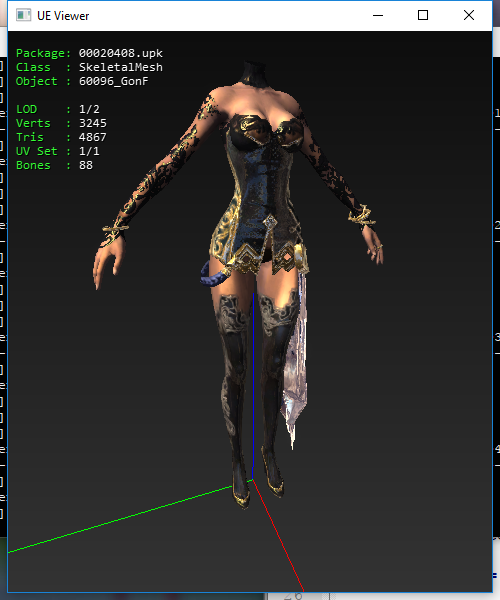 UE Viewer
Package: 00020408.upk
Class  : SkeletalMesh
Object : 60096_GonF
LOD    : 1/2
Verts  : 3245
Tris   : 4867
UV Set : 1/1
Bones  : 88